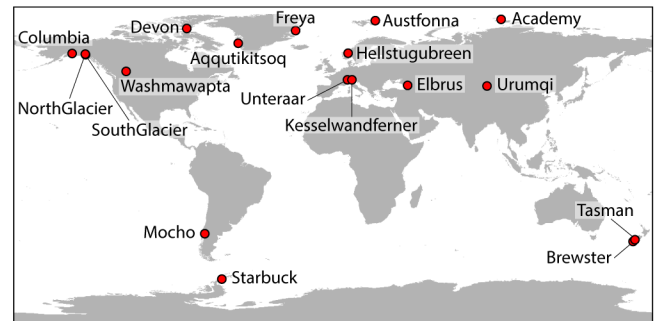 Freya
Austfonna
Academy
Devon
Columbia
Aqqutikitsoq
Hellstugubreen
Washmawapta
Elbrus
Urumqi
Unteraar
NorthGlacier
SouthGlacier
Kesselwandferner
Tasman
Mocho
Brewster
Starbuck